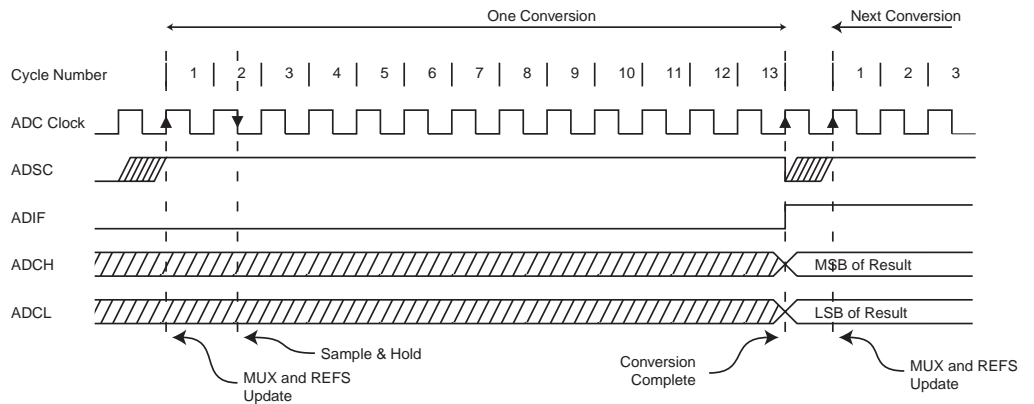 One Conversion
Next Conversion
Cycle Number
1 2 3 4 5 6 7 8 9 10 11 12 13 1 2 3
ADC Clock
ADSC
ADIF
ADCH
MSB of Result
ADCL
LSB of Result
Sample & Hold
MUX and REFS
Update
Conversion
Complete
MUX and REFS
Update